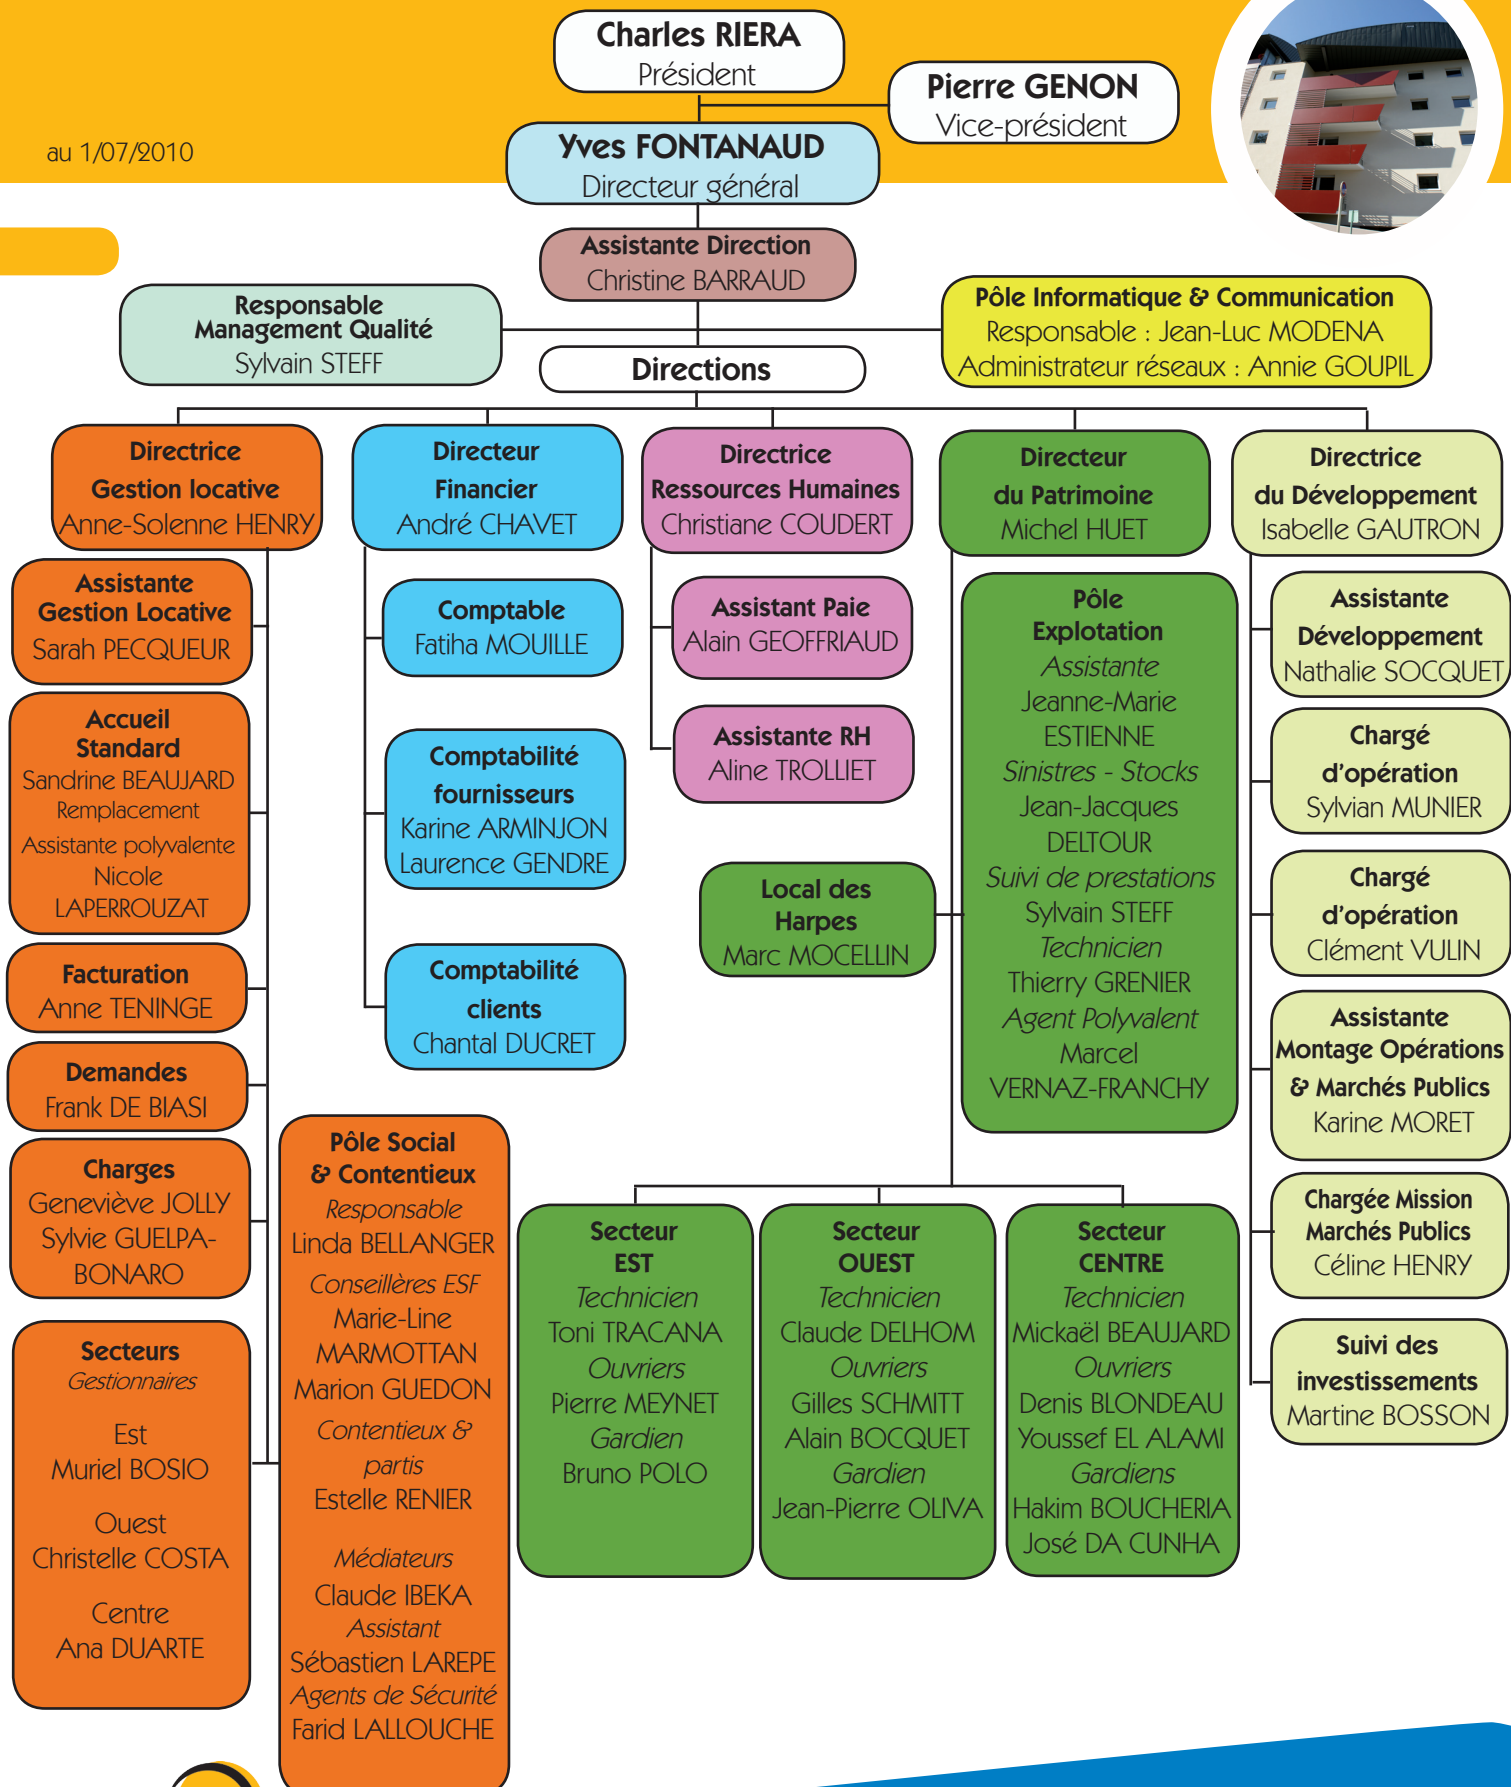 Charles RIERA
Président
Pierre GENON
Vice-président
au 1/07/2010
Yves FONTANAUD
Directeur général
Assistante Direction
Christine BARRAUD
Responsable
Management Qualité
Sylvain STEFF
Pôle Informatique & Communication
Responsable : Jean-Luc MODENA
Administrateur réseaux : Annie GOUPIL
Directions
Directrice
Gestion locative
Anne-Solenne HENRY
Assistante
Gestion Locative
Sarah PECQUEUR
Accueil
Standard
Sandrine BEAUJARD
Remplacement
Assistante polyvalente
Nicole
LAPERROUZAT
Facturation
Anne TENINGE
Demandes
Frank DE BIASI
Charges
Geneviève JOLLY
Sylvie GUELPA-
BONARO
Secteurs
Gestionnaires
Est
Muriel BOSIO
Ouest
Christelle COSTA
Centre
Ana DUARTE
Pôle Social
& Contentieux
Responsable
Linda BELLANGER
Conseillères ESF
Marie-Line
MARMOTTAN
Marion GUEDON
Contentieux &
partis
Estelle RENIER
Médiateurs
Claude IBEKA
Assistant
Sébastien LAREPE
Agents de Sécurité
Farid LALLOUCHE
Directeur
Financier
André CHAVET
Comptable
Fatiha MOUILLE
Comptabilité
fournisseurs
Karine ARMINJON
Laurence GENDRE
Comptabilité
clients
Chantal DUCRET
Directrice
Ressources Humaines
Christiane COUDERT
Assistant Paie
Alain GEOFFRIAUD
Assistante RH
Aline TROLLIET
Directeur
du Patrimoine
Michel HUET
Pôle
Explotation
Assistante
Jeanne-Marie
ESTIENNE
Sinistres - Stocks
Jean-Jacques
DELTOUR
Suivi de prestations
Sylvain STEFF
Technicien
Thierry GRENIER
Agent Polyvalent
Marcel
VERNAZ-FRANCHY
Local des
Harpes
Marc MOCELLIN
Secteur
EST
Technicien
Toni TRACANA
Ouvriers
Pierre MEYNET
Gardien
Bruno POLO
Secteur
OUEST
Technicien
Claude DELHOM
Ouvriers
Gilles SCHMITT
Alain BOCQUET
Gardien
Jean-Pierre OLIVA
Secteur
CENTRE
Technicien
Mickaël BEAUJARD
Ouvriers
Denis BLONDEAU
Youssef EL ALAMI
Gardiens
Hakim BOUCHERIA
José DA CUNHA
Directrice
du Développement
Isabelle GAUTRON
Assistante
Développement
Nathalie SOCQUET
Chargé
d'opération
Sylvian MUNIER
Chargé
d'opération
Clément VULIN
Assistante
Montage Opérations
& Marchés Publics
Karine MORET
Chargée Mission
Marchés Publics
Céline HENRY
Suivi des
investissements
Martine BOSSON